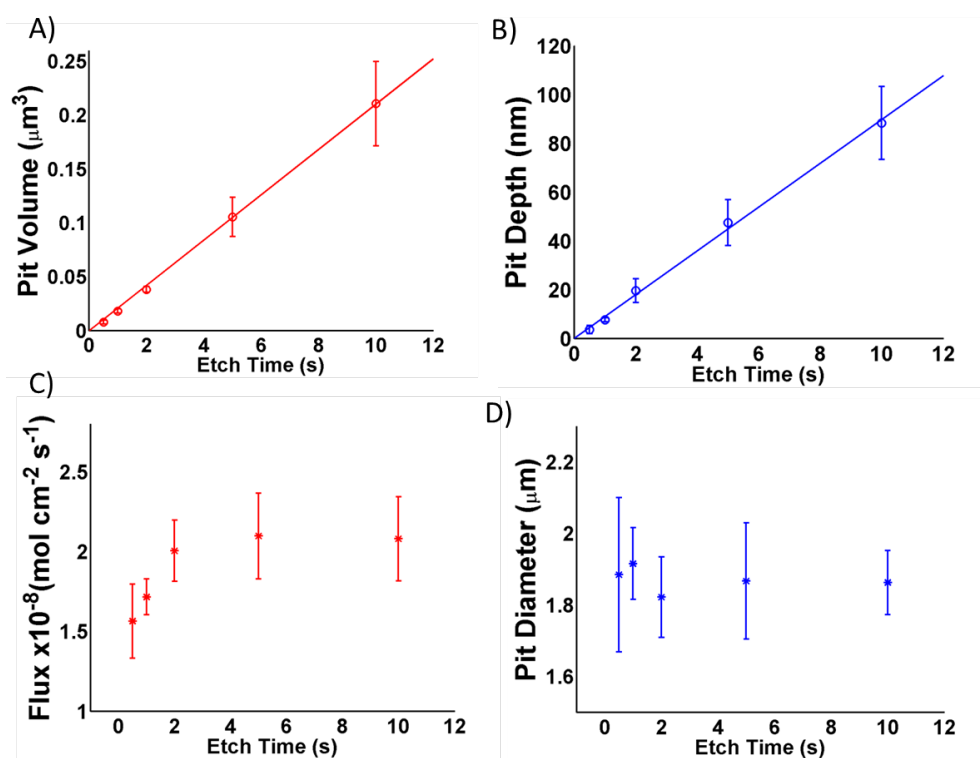 A)
Pit Volume (μm³)
0.25
0.2
0.15
0.1
0.05
0
0 2 4 6 8 10 12
Etch Time (s)
B)
Pit Depth (nm)
120
100
80
60
40
20
0
0 2 4 6 8 10 12
Etch Time (s)
C)
Flux x10⁻⁸(mol cm⁻² s⁻¹)
2.5
2
1.5
1
0 2 4 6 8 10 12
Etch Time (s)
D)
Pit Diameter (μm)
2.2
2
1.8
1.6
0 2 4 6 8 10 12
Etch Time (s)